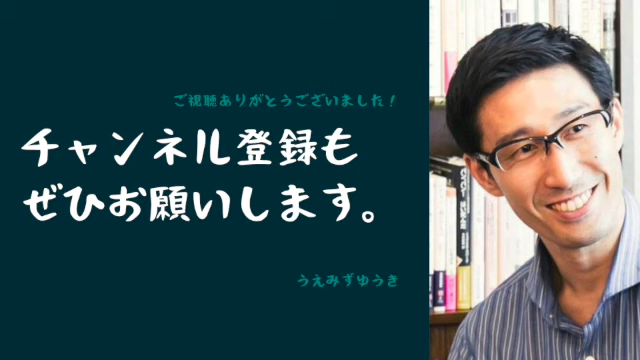 ご視聴ありがとうございました！
チャンネル登録も
ぜひお願いします。
うえみずゆうき